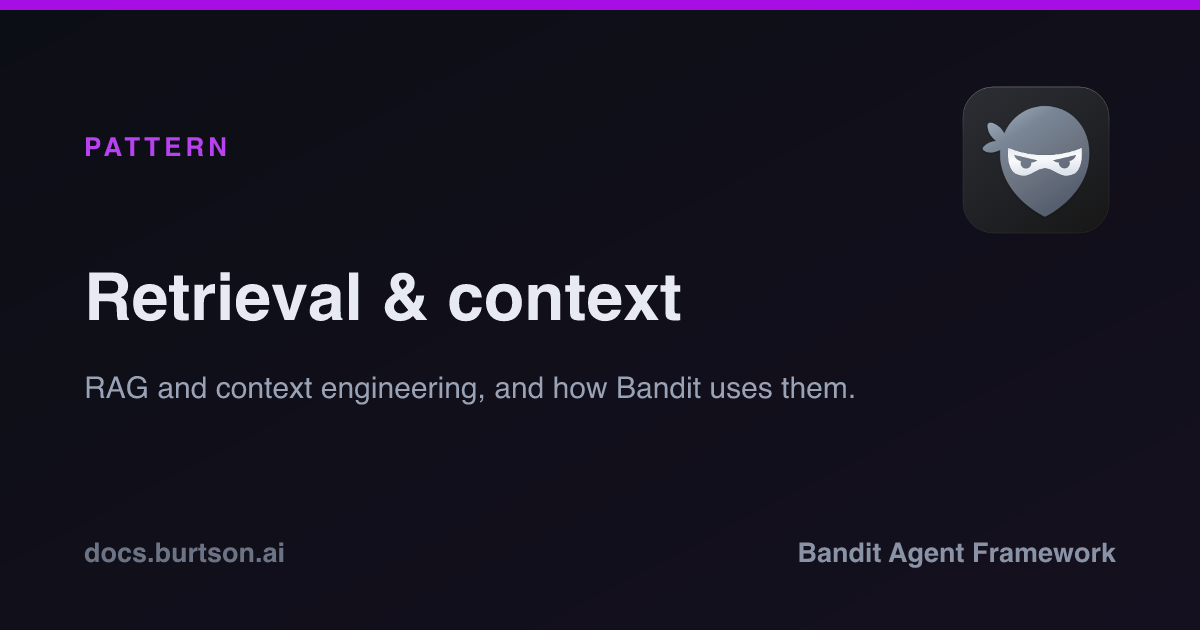 PATTERN
Retrieval & context
RAG and context engineering, and how Bandit uses them.
docs.burtson.ai
Bandit Agent Framework